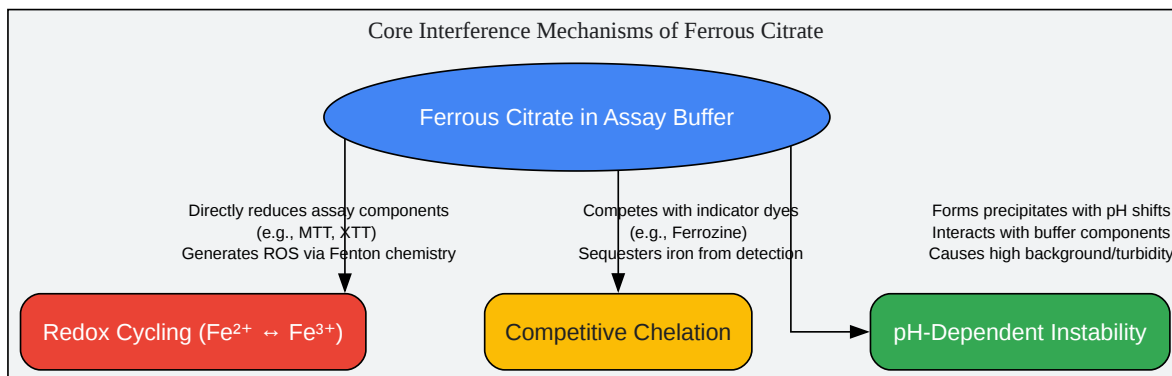 Core Interference Mechanisms of Ferrous Citrate
Ferrous Citrate in Assay Buffer
Directly reduces assay components
(e.g., MTT, XTT)
Generates ROS via Fenton chemistry
Competes with indicator dyes
(e.g., Ferrozine)
Sequesters iron from detection
Forms precipitates with pH shifts
Interacts with buffer components
Causes high background/turbidity
Redox Cycling (Fe²⁺ ↔ Fe³⁺)
Competitive Chelation
pH-Dependent Instability